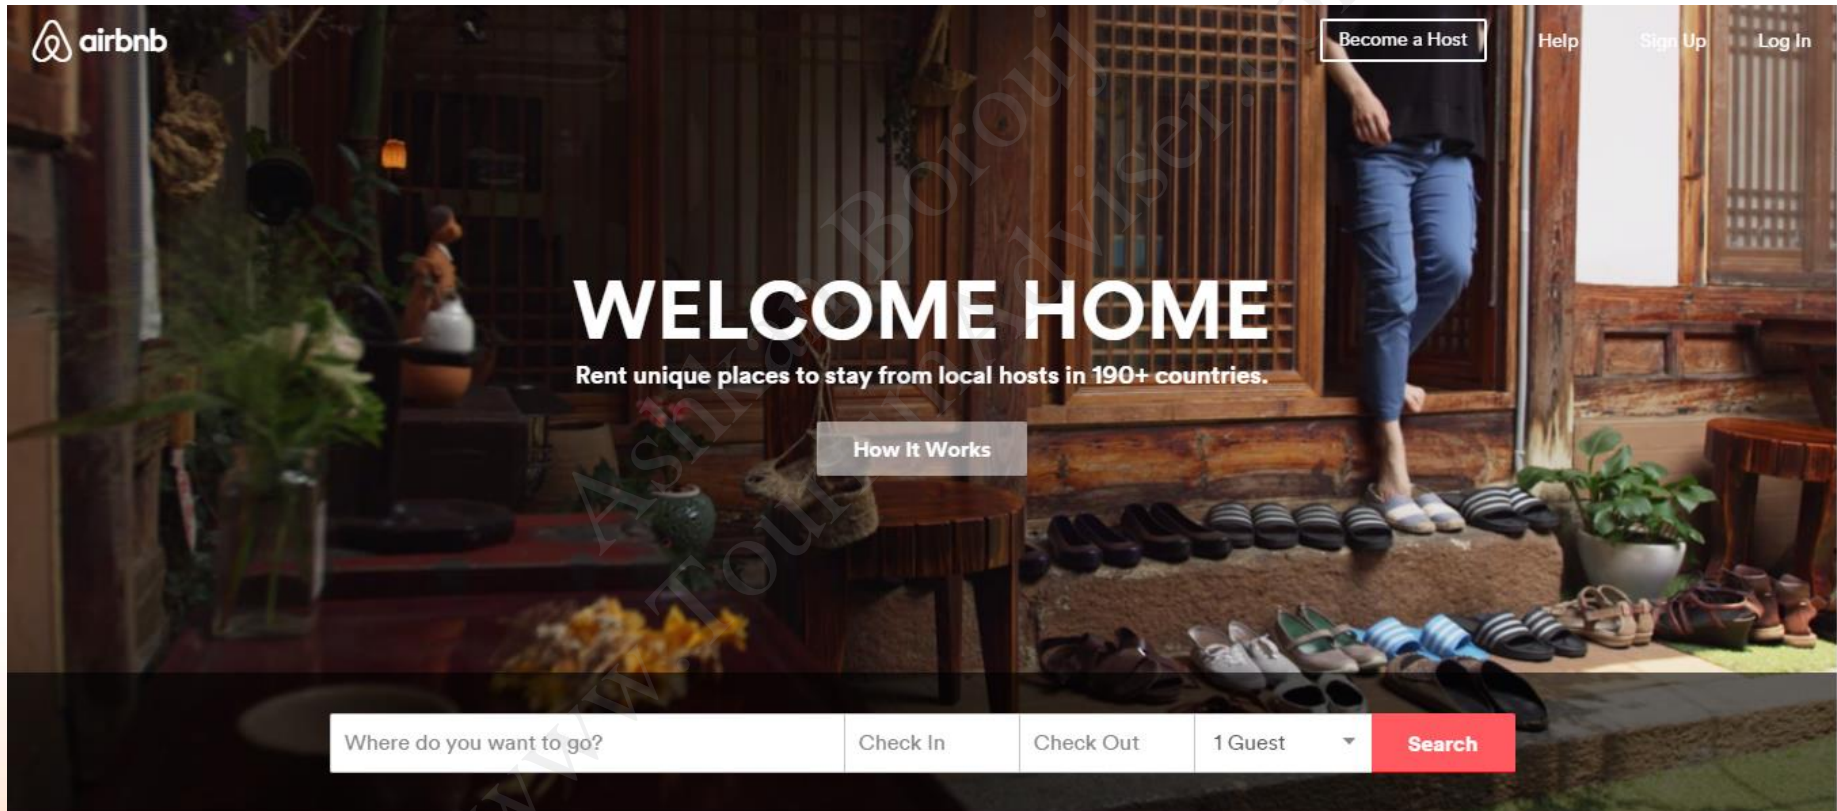 airbnb
Become a Host
Help
Sign Up
Log In
WELCOME HOME
Rent unique places to stay from local hosts in 190+ countries.
How It Works
Where do you want to go?
Check In
Check Out
1 Guest
Search